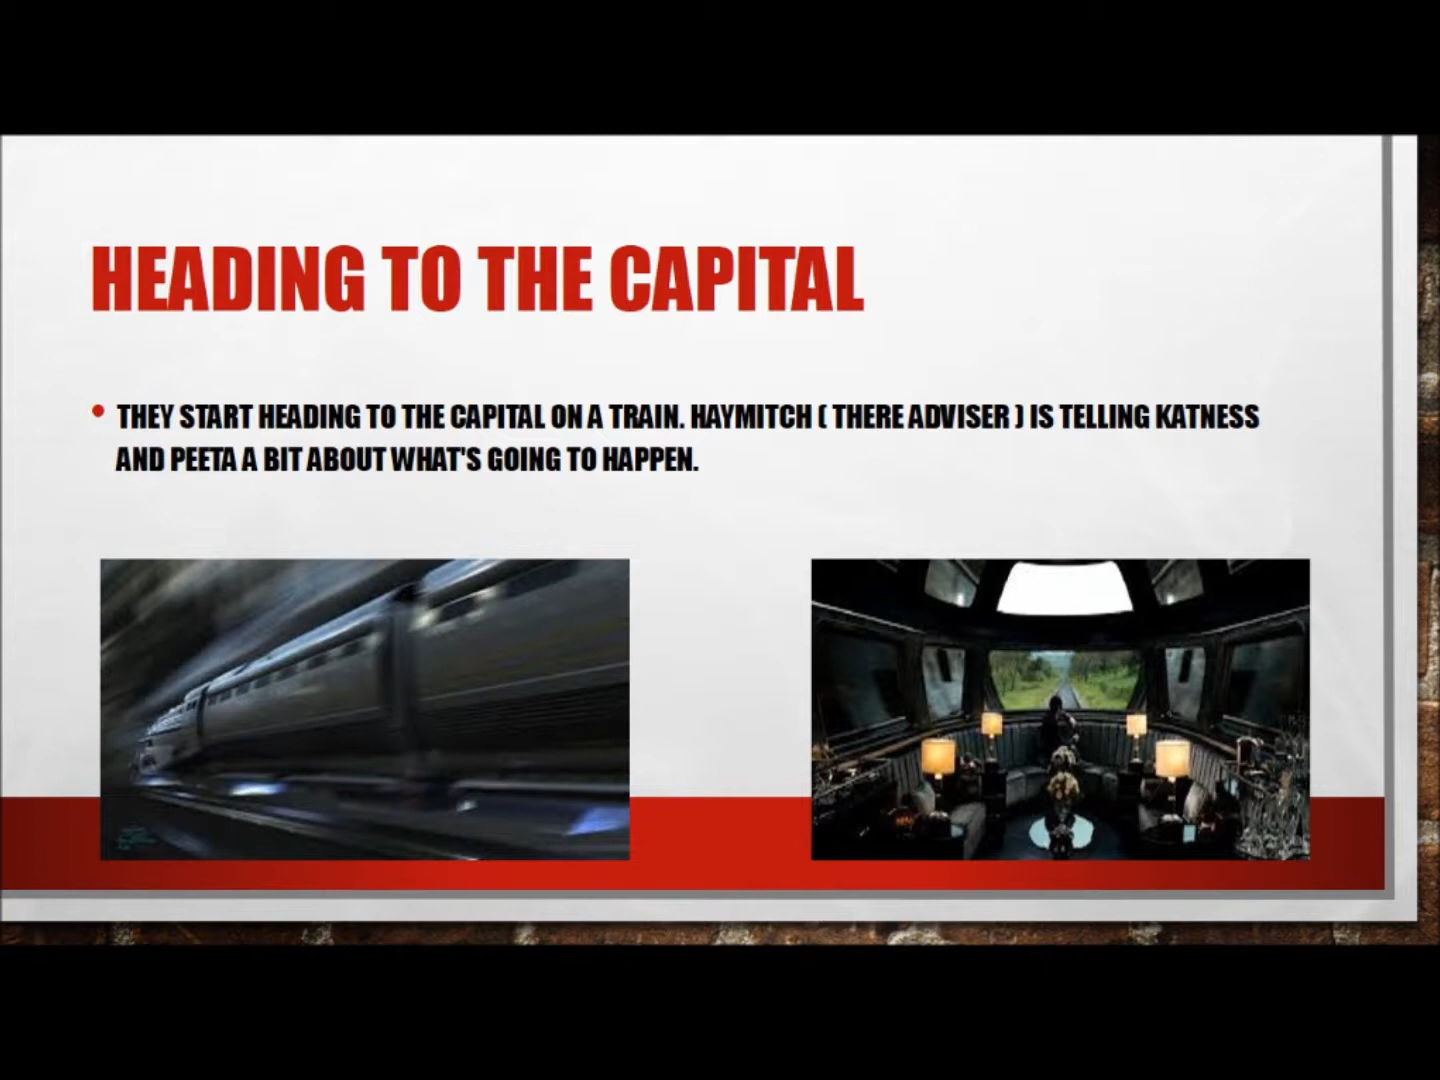 HEADING TO THE CAPITAL
• THEY START HEADING TO THE CAPITAL ON A TRAIN. HAYMITCH ( THERE ADVISER ) IS TELLING KATNESS
AND PEETA A BIT ABOUT WHAT'S GOING TO HAPPEN.